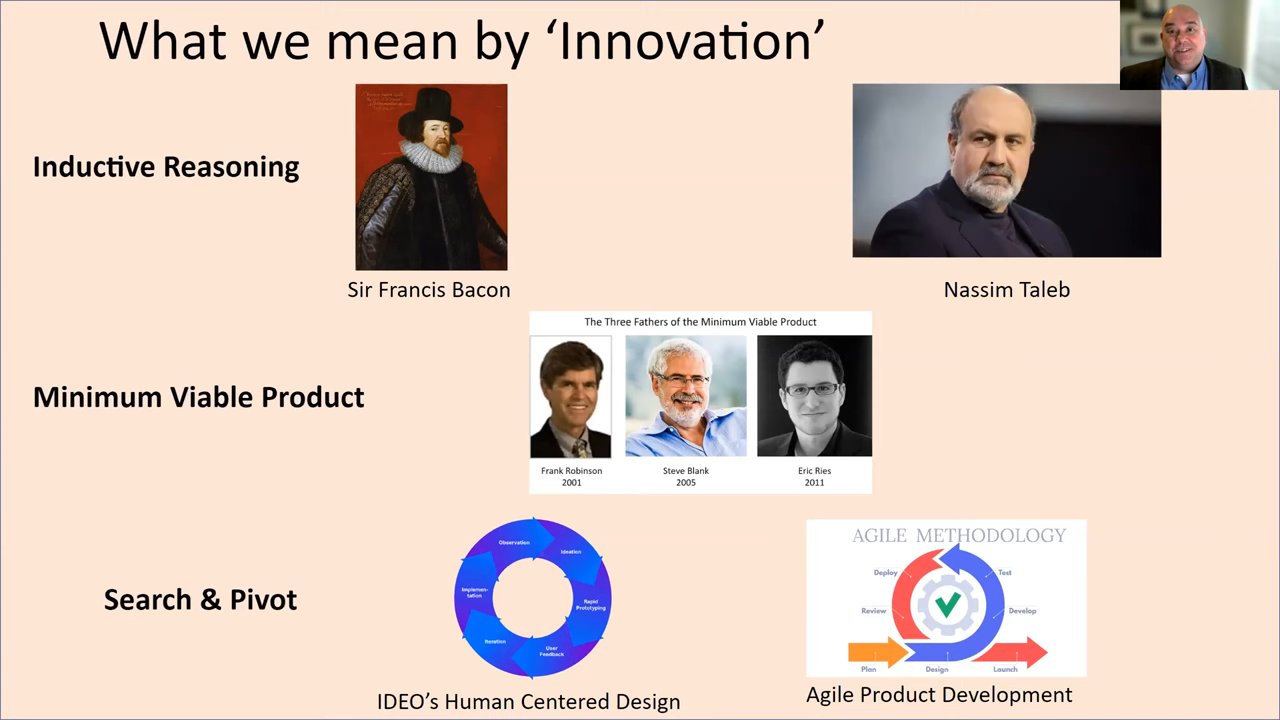 What we mean by ‘Innovation’
Inductive Reasoning
Sir Francis Bacon
Nassim Taleb
The Three Fathers of the Minimum Viable Product
Minimum Viable Product
Frank Robinson
2001
Steve Blank
2005
Eric Ries
2011
Search & Pivot
Observation
Ideation
Rapid
Prototyping
User
Feedback
Iteration
Implemen-
tation
IDEO’s Human Centered Design
AGILE METHODOLOGY
Deploy
Test
Review
Develop
Plan
Design
Launch
Agile Product Development